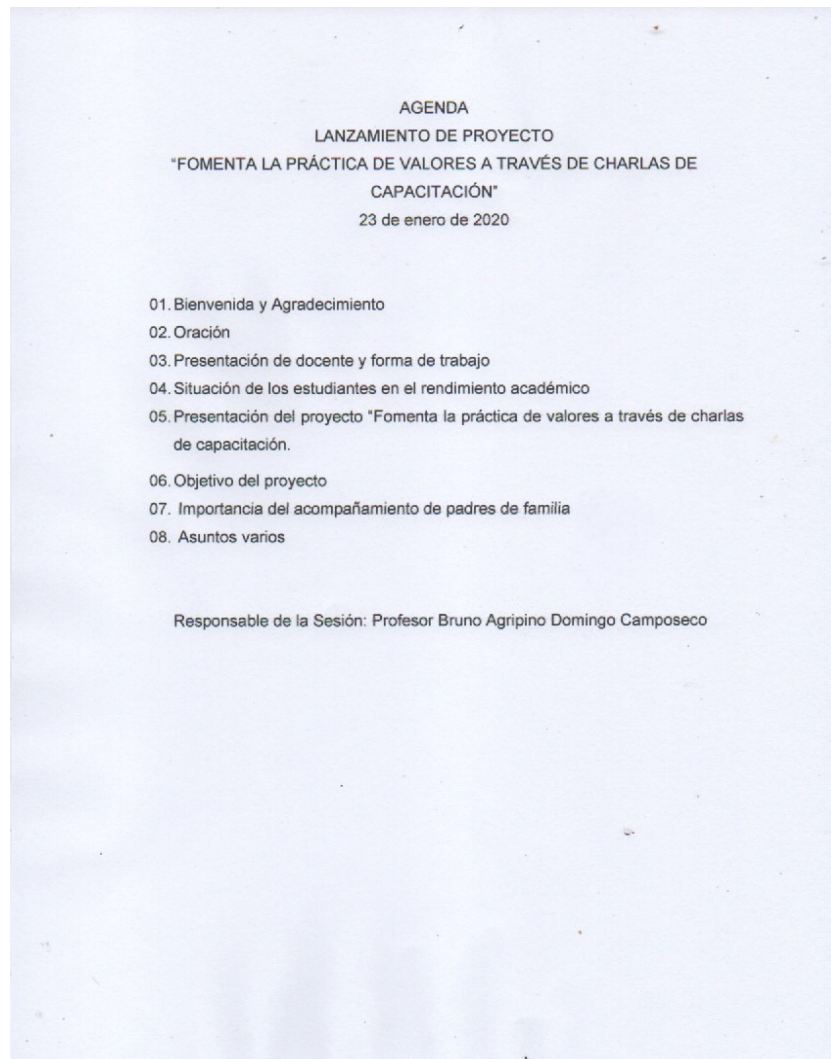 AGENDA
LANZAMIENTO DE PROYECTO
"FOMENTA LA PRÁCTICA DE VALORES A TRAVÉS DE CHARLAS DE
CAPACITACIÓN"
23 de enero de 2020
01. Bienvenida y Agradecimiento
02. Oración
03. Presentación de docente y forma de trabajo
04. Situación de los estudiantes en el rendimiento académico
05. Presentación del proyecto "Fomenta la práctica de valores a través de charlas
de capacitación.
06. Objetivo del proyecto
07. Importancia del acompañamiento de padres de familia
08. Asuntos varios
Responsable de la Sesión: Profesor Bruno Agripino Domingo Camposeco